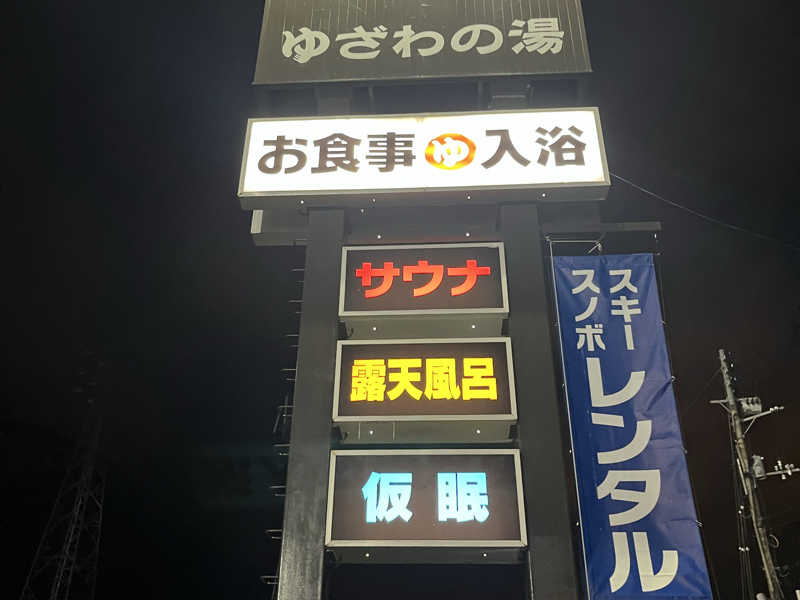 ゆざわの湯
お食事 ゆ 入浴
サウナ
露天風呂
仮眠
スキー
スノボ
レンタル